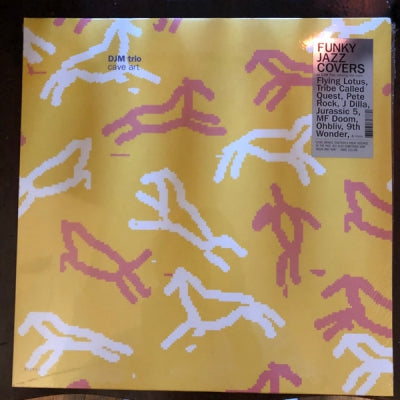 DJM trio
cave art
FUNKY
JAZZ
COVERS
Flying Lotus,
Tribe Called
Quest, Pete
Rock, J Dilla,
Jurassic 5,
MF Doom,
Ohbliv, 9th
Wonder,